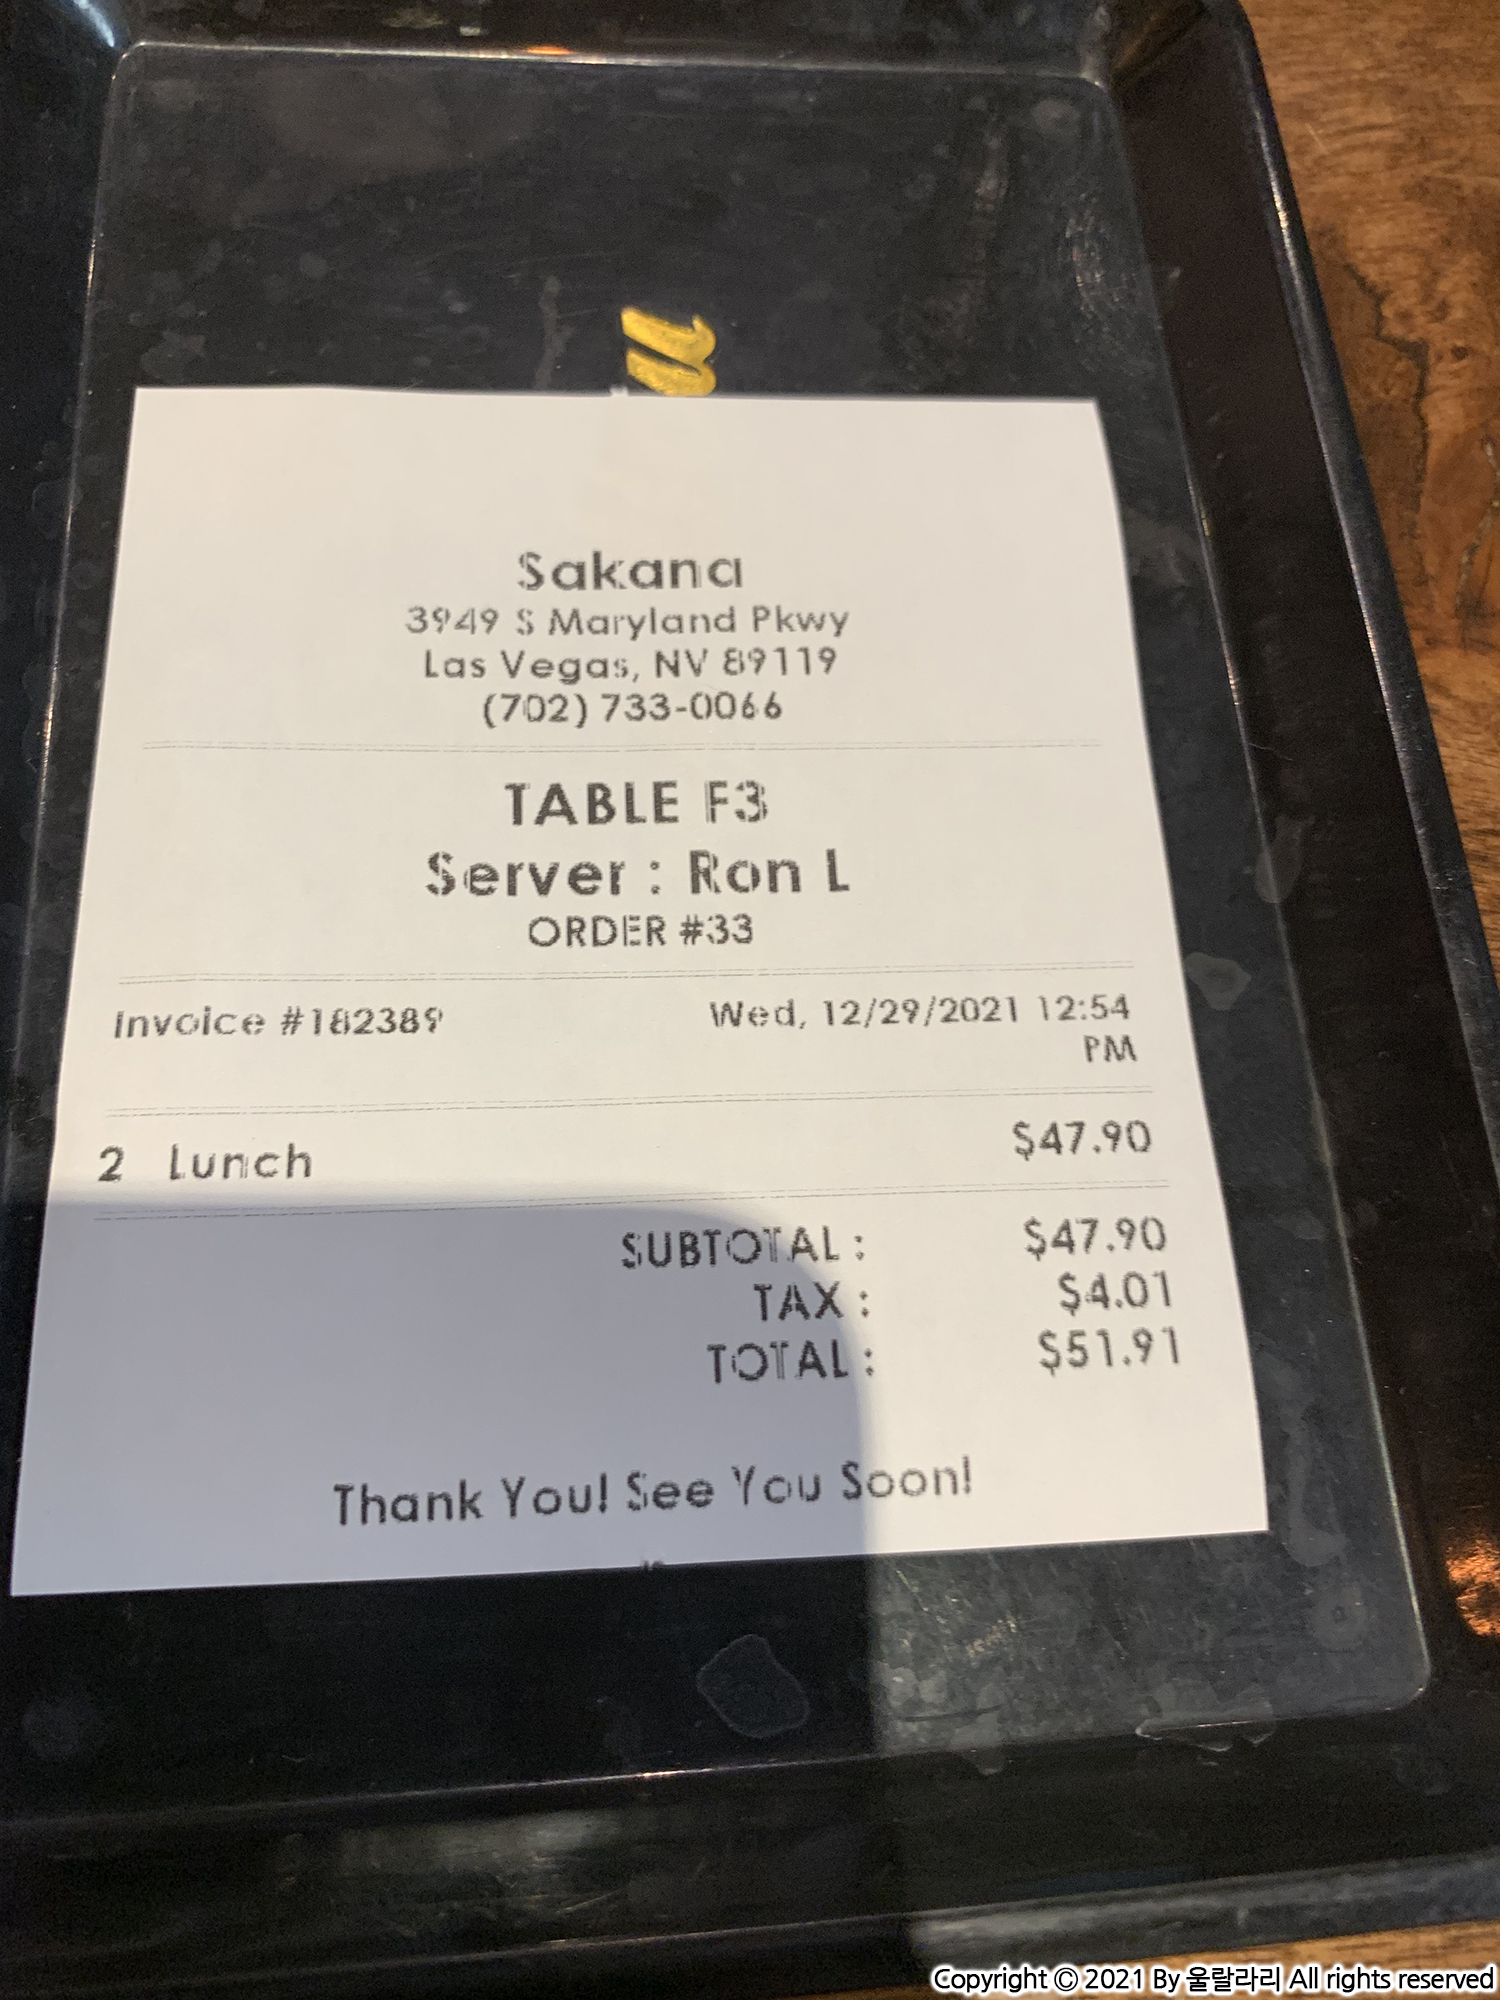 Sakana
3949 S Maryland Pkwy
Las Vegas, NV 89119
(702) 733-0066
TABLE F3
Server : Ron L
ORDER #33
Invoice #182389
Wed, 12/29/2021 12:54
PM
2 Lunch $47.90
SUBTOTAL : $47.90
TAX : $4.01
TOTAL : $51.91
Thank You! See You Soon!
Copyright © 2021 By 울랄라리 All rights reserved